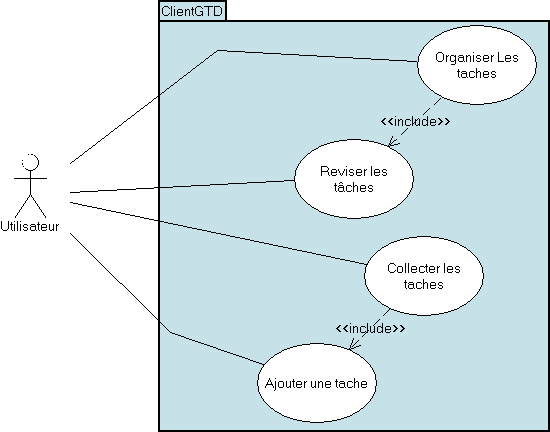 ClientGTD
Organiser Les
taches
<<include>>
Reviser les
tâches
Utilisateur
Collecter les
taches
<<include>>
Ajouter une tache